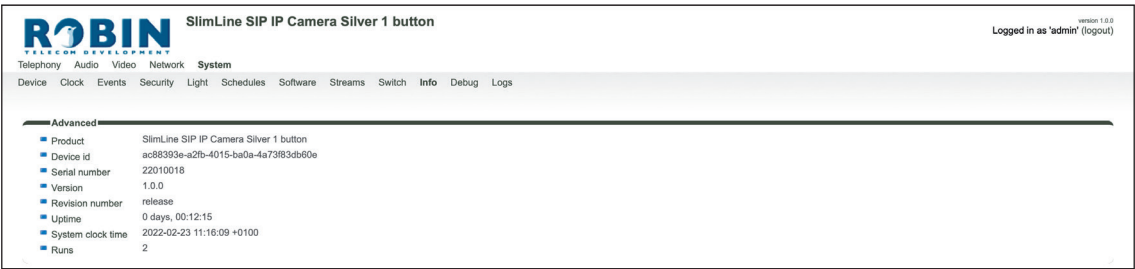 ROBIN
TELECOM DEVELOPMENT
SlimLine SIP IP Camera Silver 1 button
version 1.0.0
Logged in as 'admin' (logout)
Telephony Audio Video Network System
Device Clock Events Security Light Schedules Software Streams Switch Info Debug Logs
Advanced
Product SlimLine SIP IP Camera Silver 1 button
Device id ac88393e-a2fb-4015-ba0a-4a73f83db60e
Serial number 22010018
Version 1.0.0
Revision number release
Uptime 0 days, 00:12:15
System clock time 2022-02-23 11:16:09 +0100
Runs 2